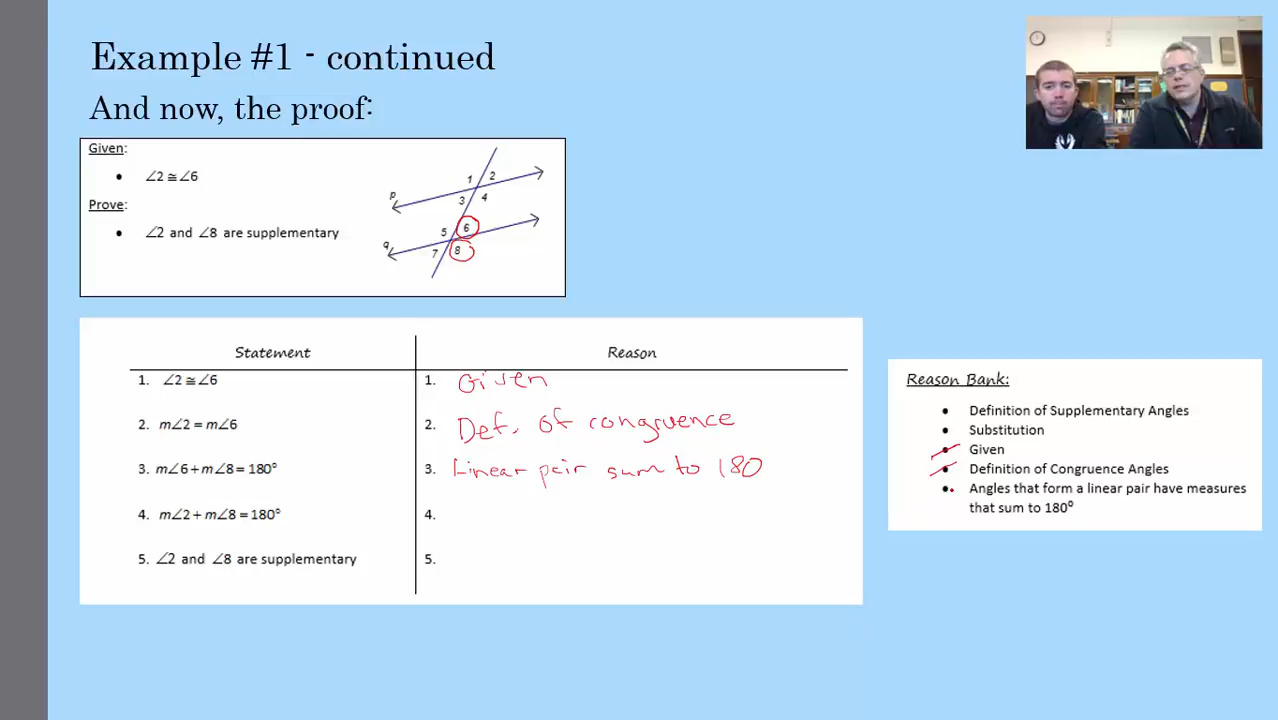 Example #1 - continued
And now, the proof:
Given:
• ∠2 ≅ ∠6
Prove:
• ∠2 and ∠8 are supplementary
p
1 2
3 4
q
5 6
7 8
Statement Reason
1. ∠2 ≅ ∠6 1. Given
2. m∠2 = m∠6 2. Def. of congruence
3. m∠6 + m∠8 = 180° 3. Linear pair sum to 180
4. m∠2 + m∠8 = 180° 4.
5. ∠2 and ∠8 are supplementary 5.
Reason Bank:
• Definition of Supplementary Angles
• Substitution
• Given
• Definition of Congruence Angles
• Angles that form a linear pair have measures
that sum to 180°